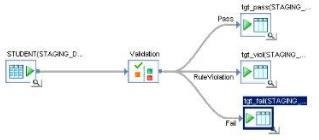 tgt_pass(STAGING_...
Pass
STUDENT(STAGING_D...
Validation
tgt_viol(STAGING_...
RuleViolation
tgt_fail(STAGING_...
Fail